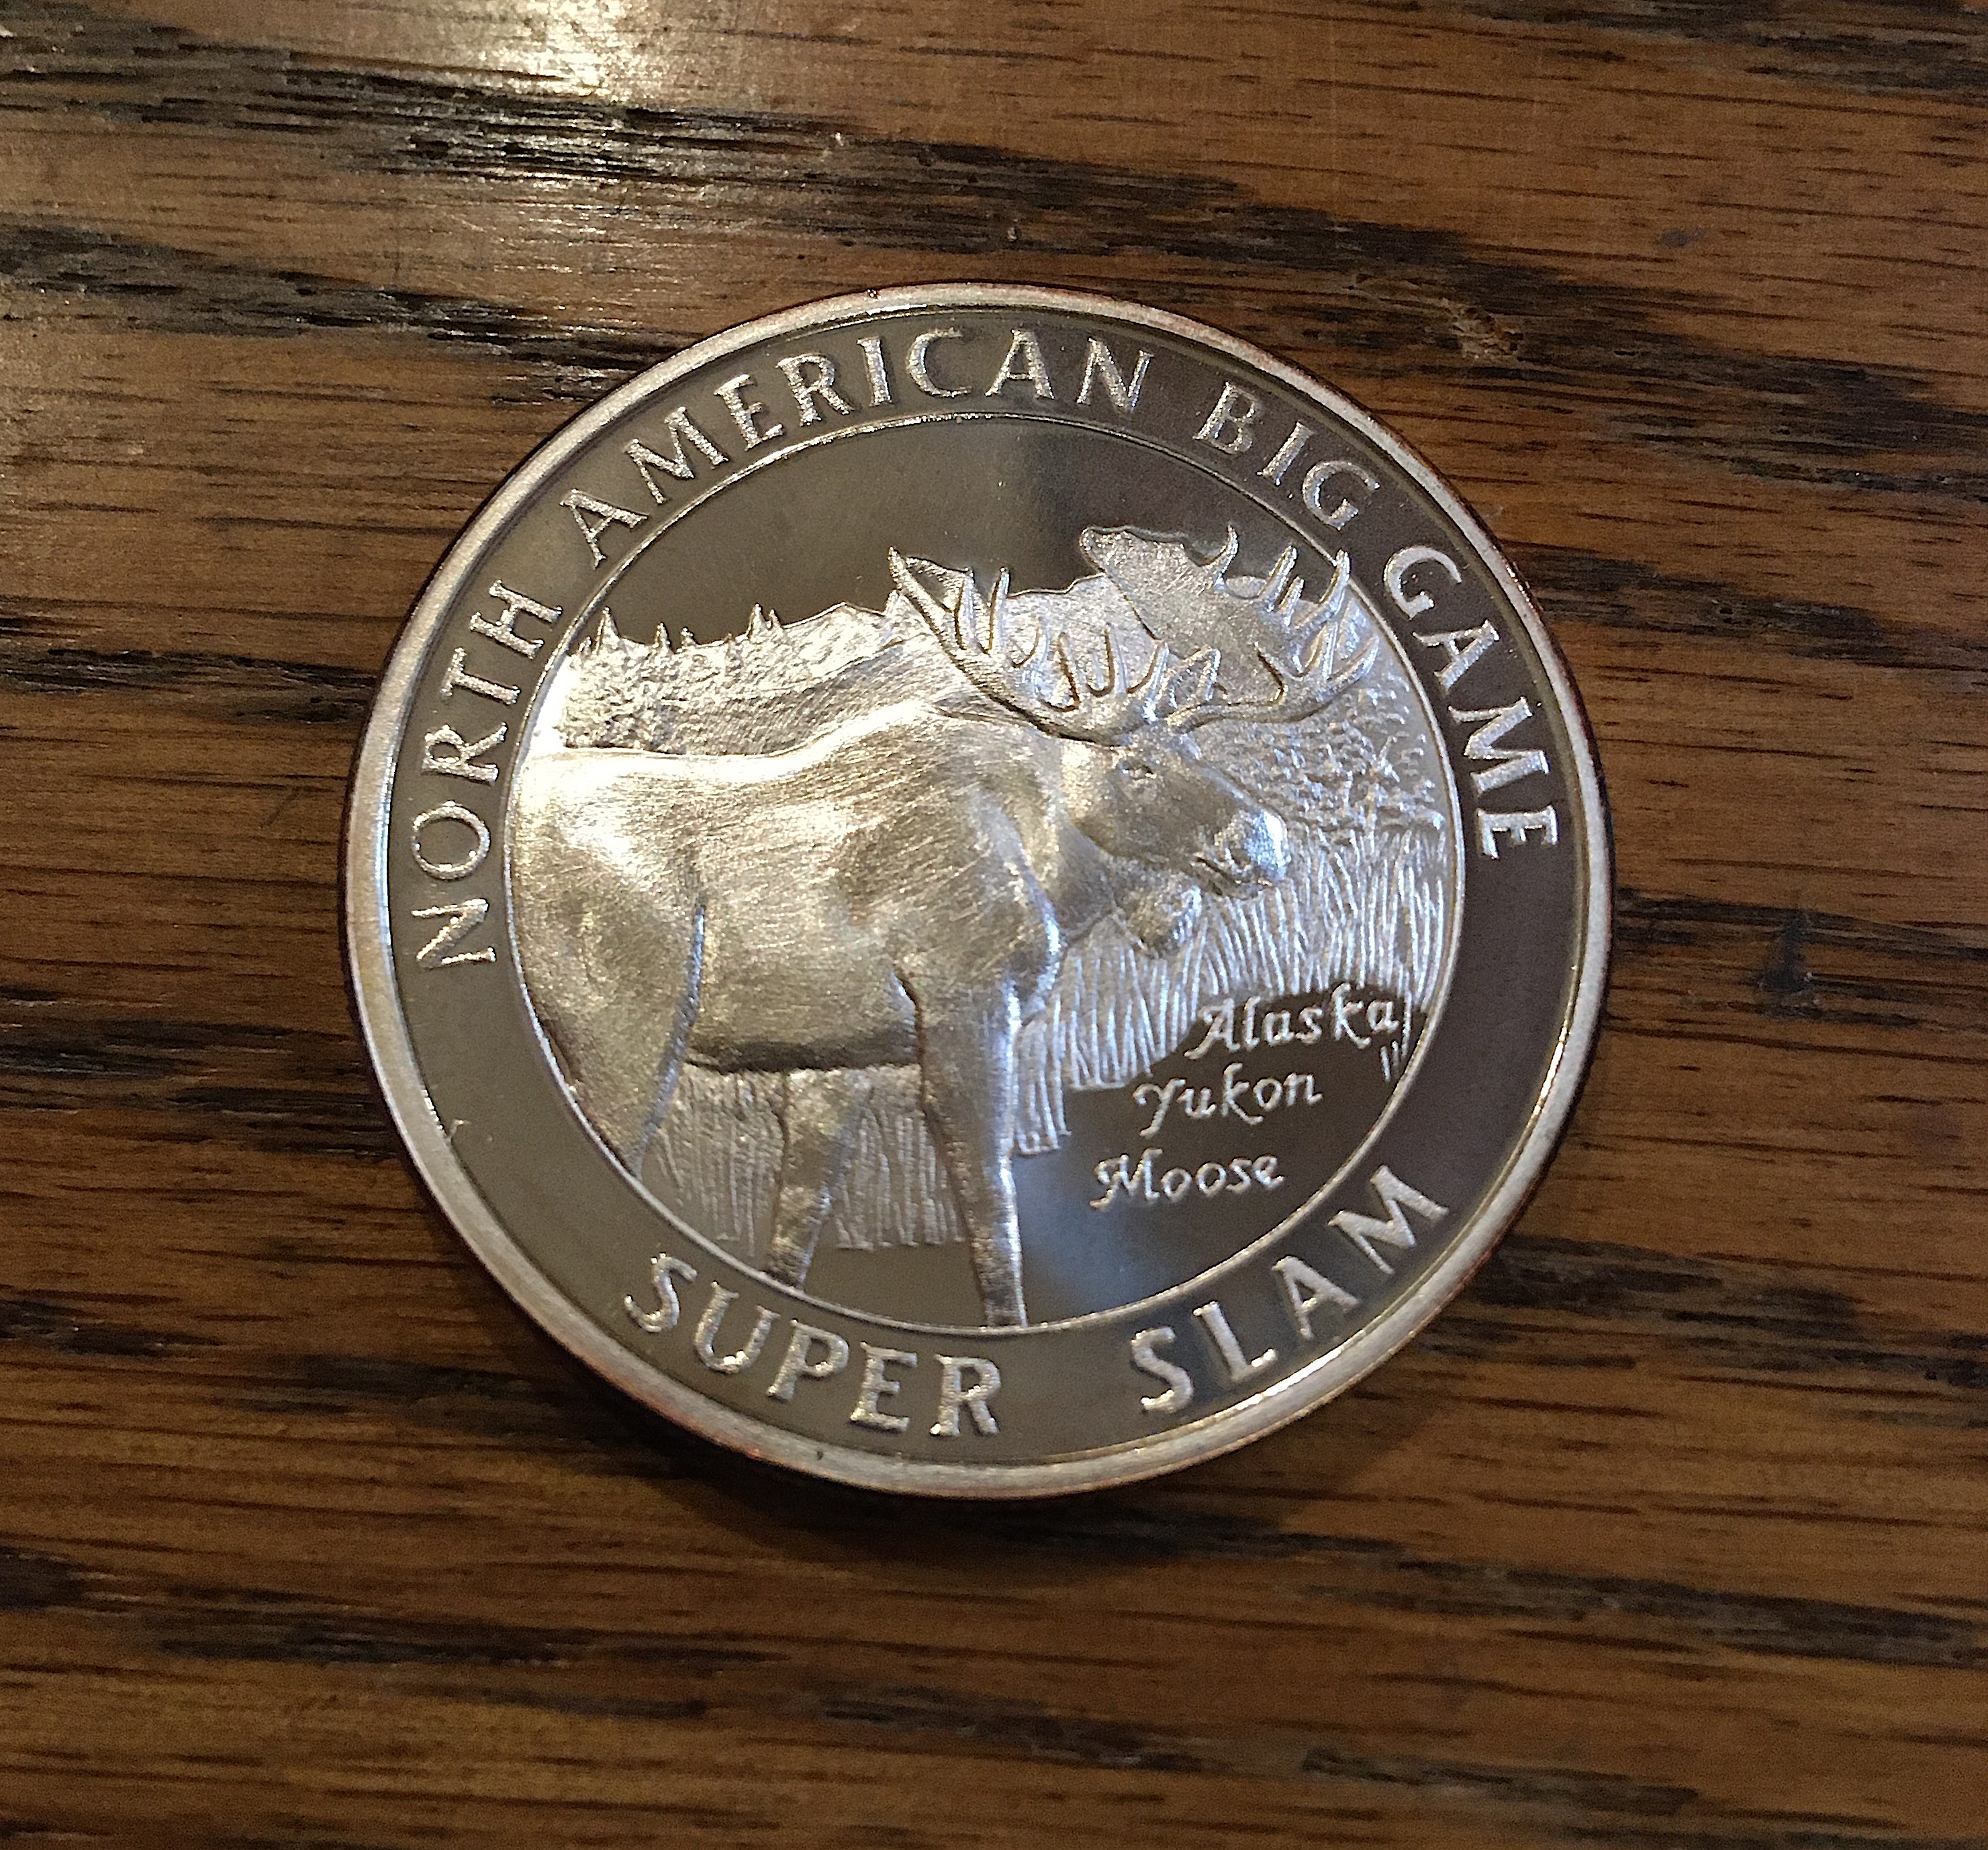 NORTH AMERICAN BIG GAME
Alaska
Yukon
Moose
SUPER SLAM